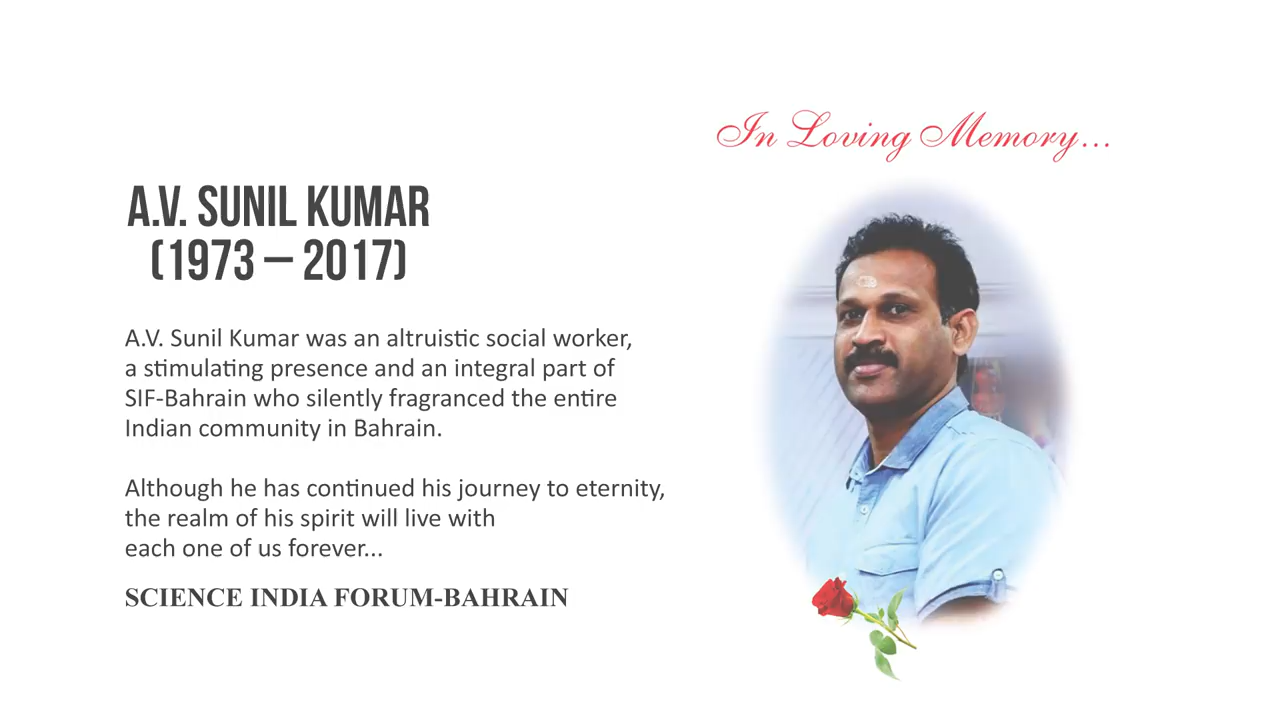 In Loving Memory...
A.V. SUNIL KUMAR
(1973 – 2017)
A.V. Sunil Kumar was an altruistic social worker,
a stimulating presence and an integral part of
SIF-Bahrain who silently fragranced the entire
Indian community in Bahrain.
Although he has continued his journey to eternity,
the realm of his spirit will live with
each one of us forever...
SCIENCE INDIA FORUM-BAHRAIN